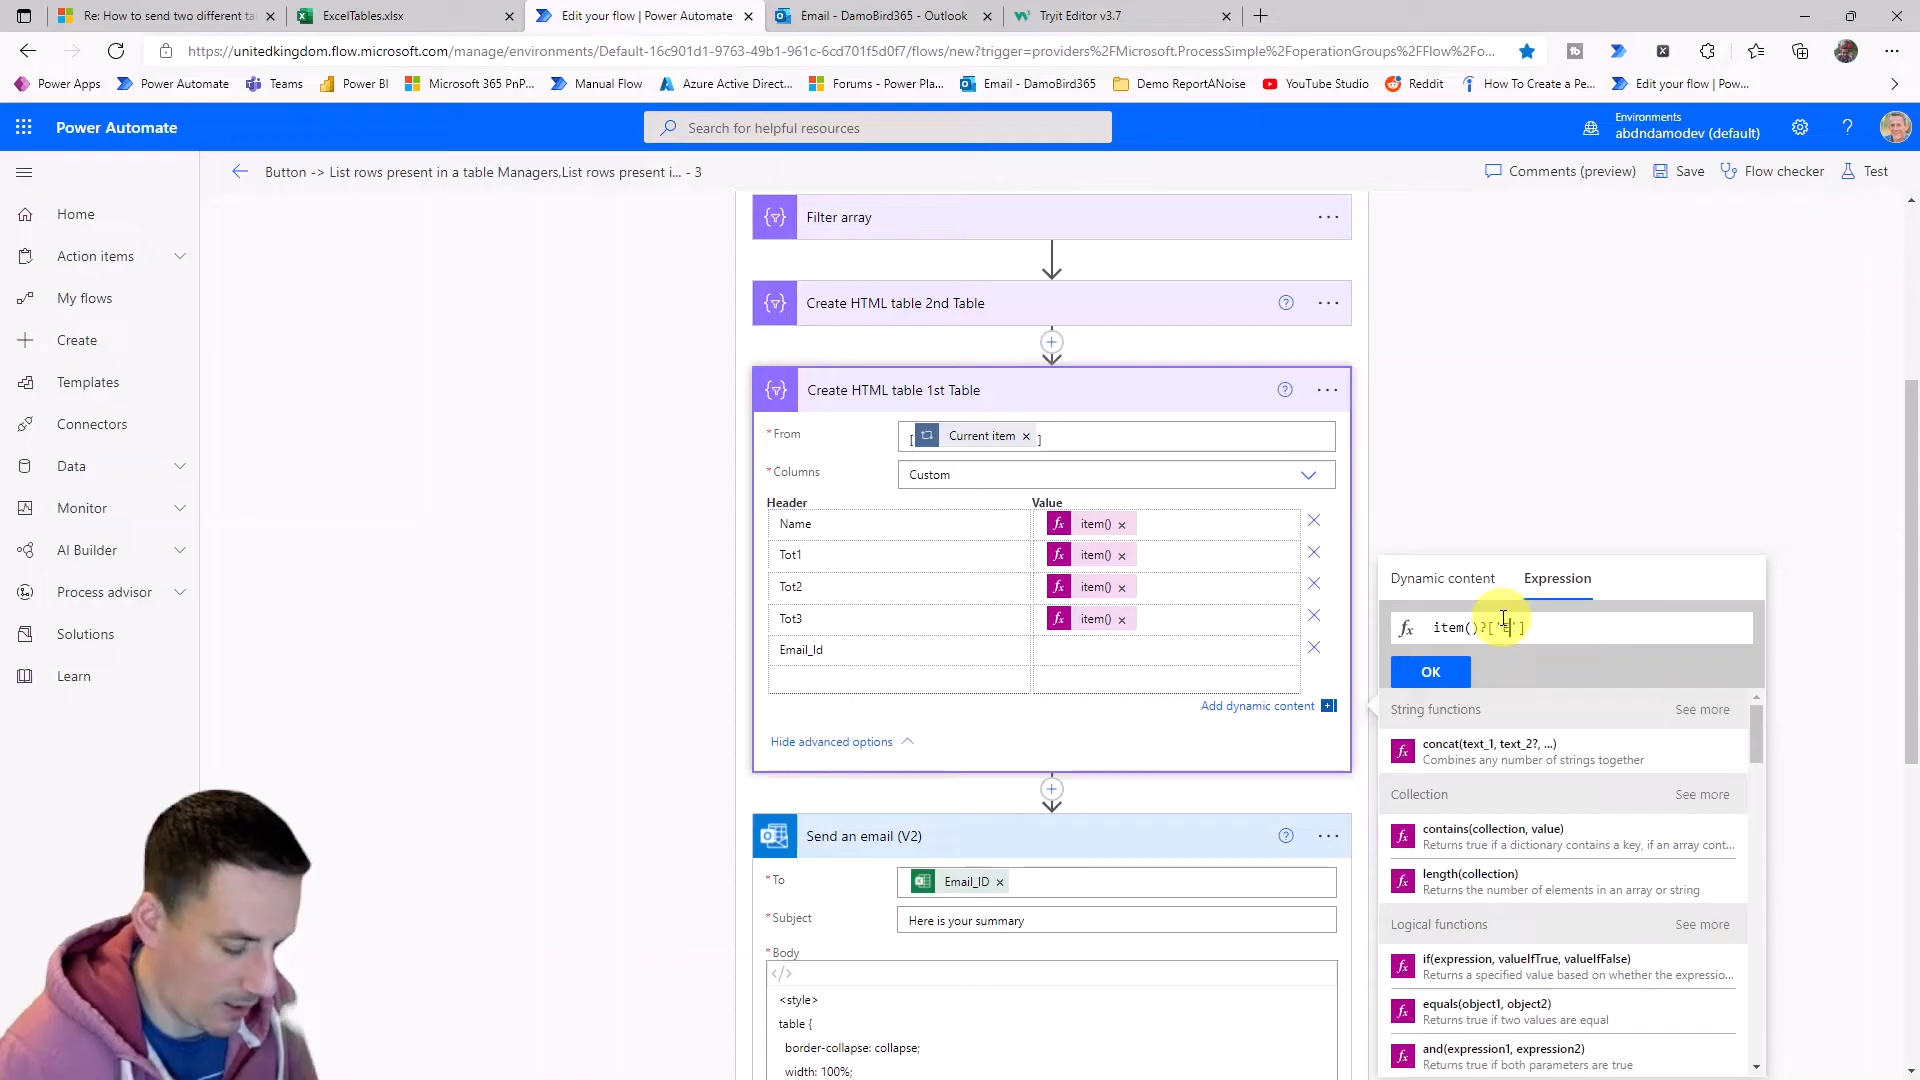 Re: How to send two different ta
ExcelTables.xlsx
Edit your flow | Power Automate
Email - DamoBird365 - Outlook
Tryit Editor v3.7
https://unitedkingdom.flow.microsoft.com/manage/environments/Default-16c901d1-9763-49b1-961c-6cd701f5d0f7/flows/new?trigger=providers%2FMicrosoft.ProcessSimple%2FoperationGroups%2FFlow%2Fo...
Power Apps
Power Automate
Teams
Power BI
Microsoft 365 PnP...
Manual Flow
Azure Active Direct...
Forums - Power Pla...
Email - DamoBird365
Demo ReportANoise
YouTube Studio
Reddit
How To Create a Pe...
Edit your flow | Pow...
Power Automate
Search for helpful resources
Environments
abdndamodev (default)
Button -> List rows present in a table Managers,List rows present i... - 3
Comments (preview)
Save
Flow checker
Test
Home
Action items
My flows
Create
Templates
Connectors
Data
Monitor
AI Builder
Process advisor
Solutions
Learn
Filter array
Create HTML table 2nd Table
Create HTML table 1st Table
* From
[ Current item ]
* Columns
Custom
Header Value
Name item()
Tot1 item()
Tot2 item()
Tot3 item()
Email_Id
Add dynamic content
Hide advanced options
Send an email (V2)
* To
Email_ID
* Subject
Here is your summary
* Body
</>
<style>
table {
border-collapse: collapse;
width: 100%;
Dynamic content
Expression
fx item()?['E']
OK
String functions See more
concat(text_1, text_2?, ...)
Combines any number of strings together
Collection See more
contains(collection, value)
Returns true if a dictionary contains a key, if an array cont...
length(collection)
Returns the number of elements in an array or string
Logical functions See more
if(expression, valueIfTrue, valueIfFalse)
Returns a specified value based on whether the expressio...
equals(object1, object2)
Returns true if two values are equal
and(expression1, expression2)
Returns true if both parameters are true